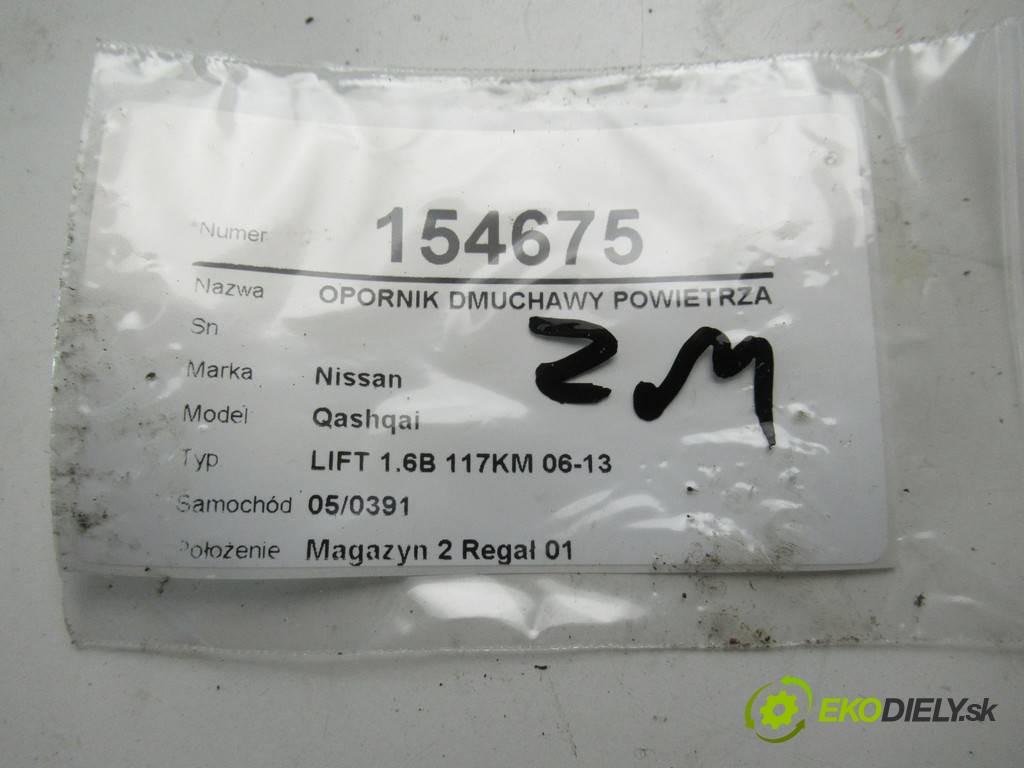 Numer 154675
Nazwa OPORNIK DMUCHAWY POWIETRZA
Sn
Marka Nissan
Model Qashqai
Typ LIFT 1.6B 117KM 06-13
Samochód 05/0391
Położenie Magazyn 2 Regał 01
ZM
EKODIELY.sk